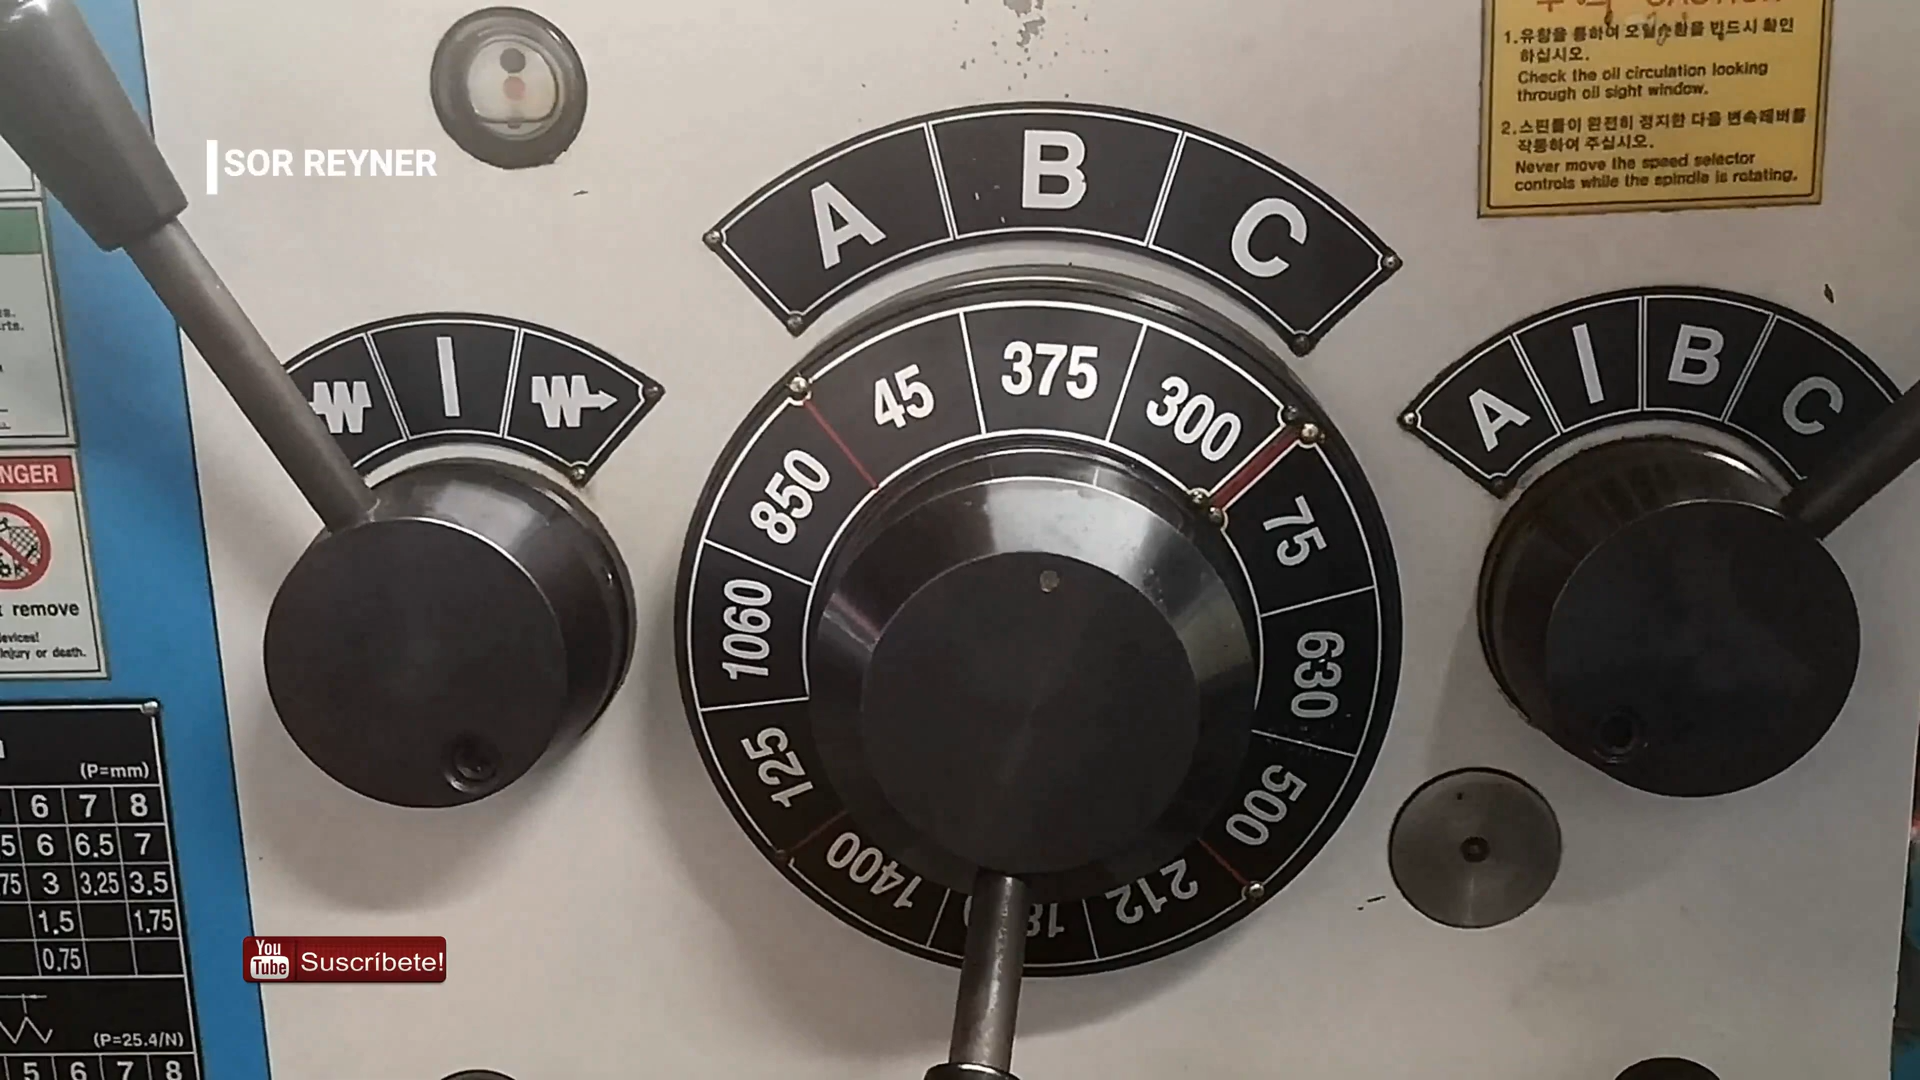 CAUTION
1.유창을 통하여 오일순환을 반드시 확인
하십시오.
Check the oil circulation looking
through oil sight window.
2.스핀들이 완전히 정지한 다음 변속레버를
작동하여 주십시오.
Never move the speed selector
controls while the spindle is rotating.
SOR REYNER
A B C
W I W
A I B C
45 375 300
850 75
1060 630
125 500
1400 212
NGER
remove
evices!
injury or death.
(P=mm)
6 7 8
5 6 6.5 7
75 3 3.25 3.5
1.5 1.75
0.75
(P=25.4/N)
5 6 7 8
You
Tube Suscríbete!